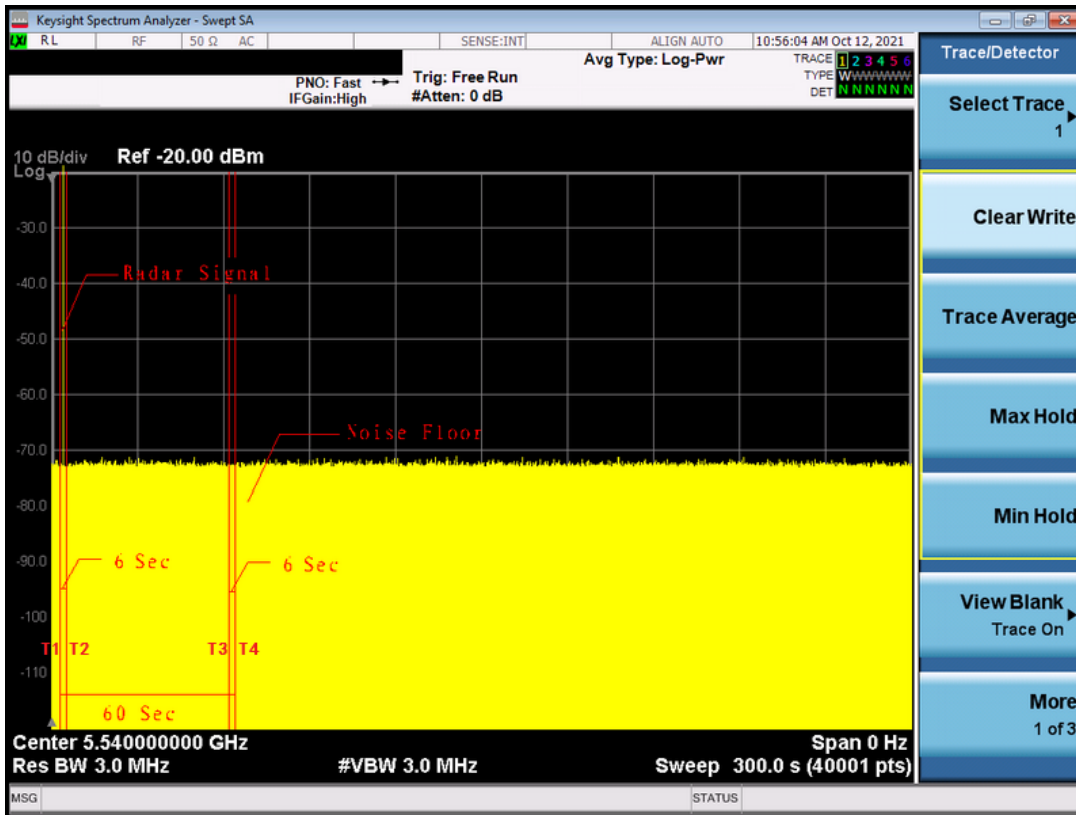 Keysight Spectrum Analyzer - Swept SA
LXI RL RF 50 Ω AC SENSE:INT ALIGN AUTO 10:56:04 AM Oct 12, 2021
PNO: Fast
IFGain:High
Trig: Free Run
#Atten: 0 dB
Avg Type: Log-Pwr
TRACE 1 2 3 4 5 6
TYPE WWWWWW
DET N N N N N N
10 dB/div Ref -20.00 dBm
Log
-30.0
-40.0
-50.0
-60.0
-70.0
-80.0
-90.0
-100
-110
Radar Signal
Noise Floor
6 Sec
6 Sec
T1 T2 T3 T4
60 Sec
Center 5.540000000 GHz Span 0 Hz
Res BW 3.0 MHz #VBW 3.0 MHz Sweep 300.0 s (40001 pts)
MSG STATUS
Trace/Detector
Select Trace
1
Clear Write
Trace Average
Max Hold
Min Hold
View Blank
Trace On
More
1 of 3